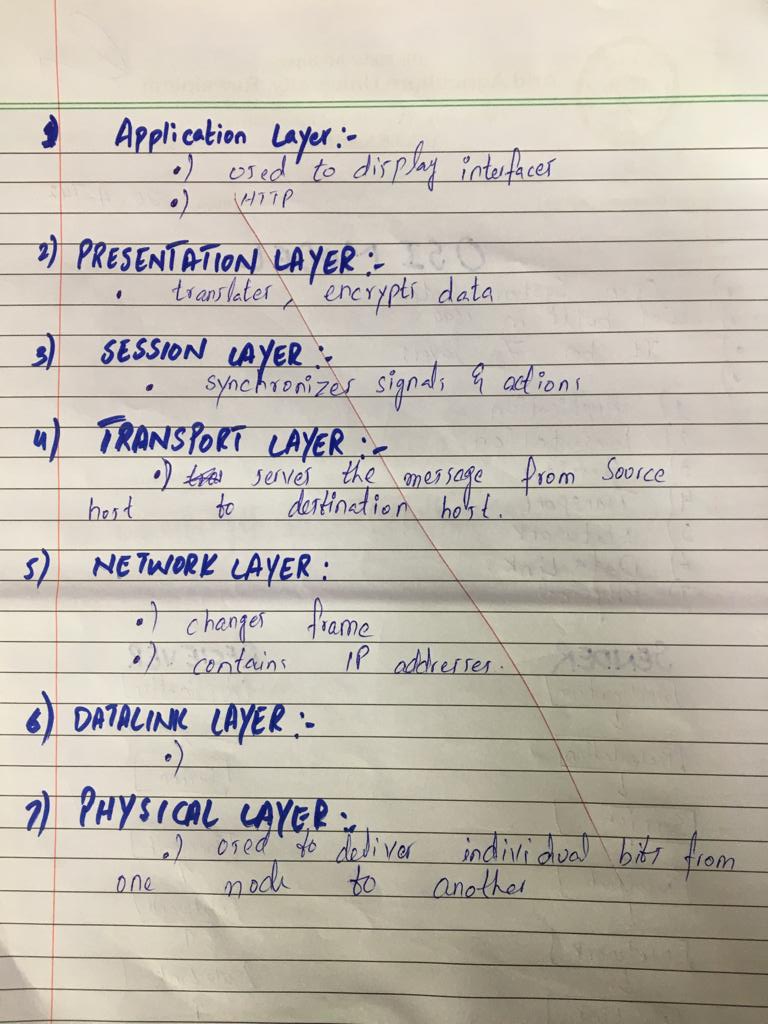 1) Application Layer:-
•) used to display interfaces
•) HTTP
2) PRESENTATION LAYER:-
• translates, encrypts data
3) SESSION LAYER:-
• synchronizes signals & actions
4) TRANSPORT LAYER:-
•) serves the message from Source
host to destination host.
5) NETWORK LAYER:
•) changes frame
•) contains IP addresses.
6) DATALINK LAYER:-
•)
7) PHYSICAL LAYER:-
•) used to deliver individual bits from
one node to another